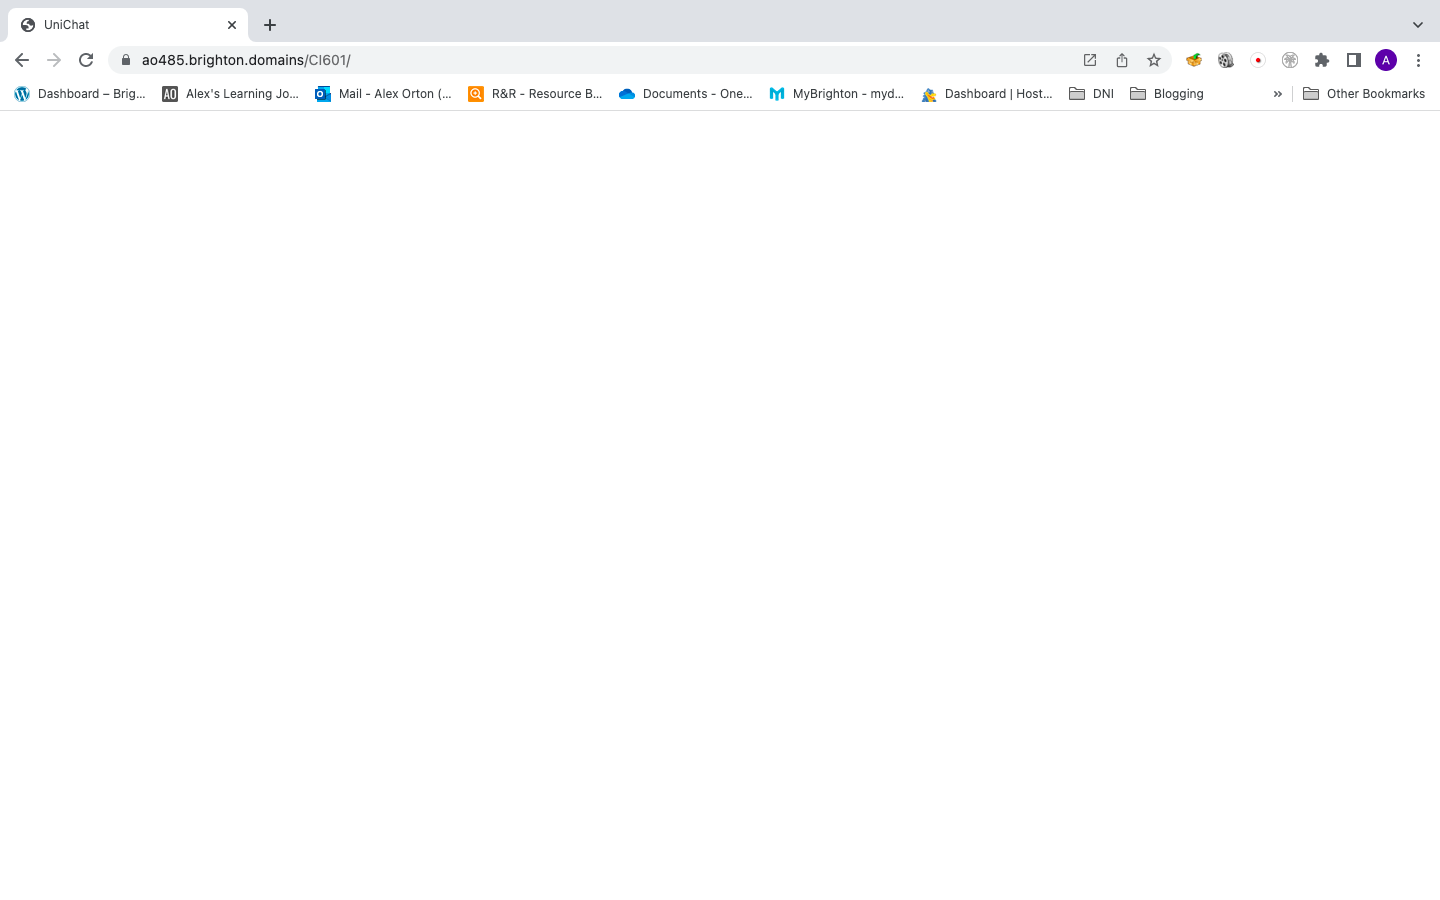 UniChat
ao485.brighton.domains/CI601/
A
Dashboard – Brig...
AO Alex's Learning Jo...
Mail - Alex Orton (...
R&R - Resource B...
Documents - One...
MyBrighton - myd...
Dashboard | Host...
DNI
Blogging
»
Other Bookmarks